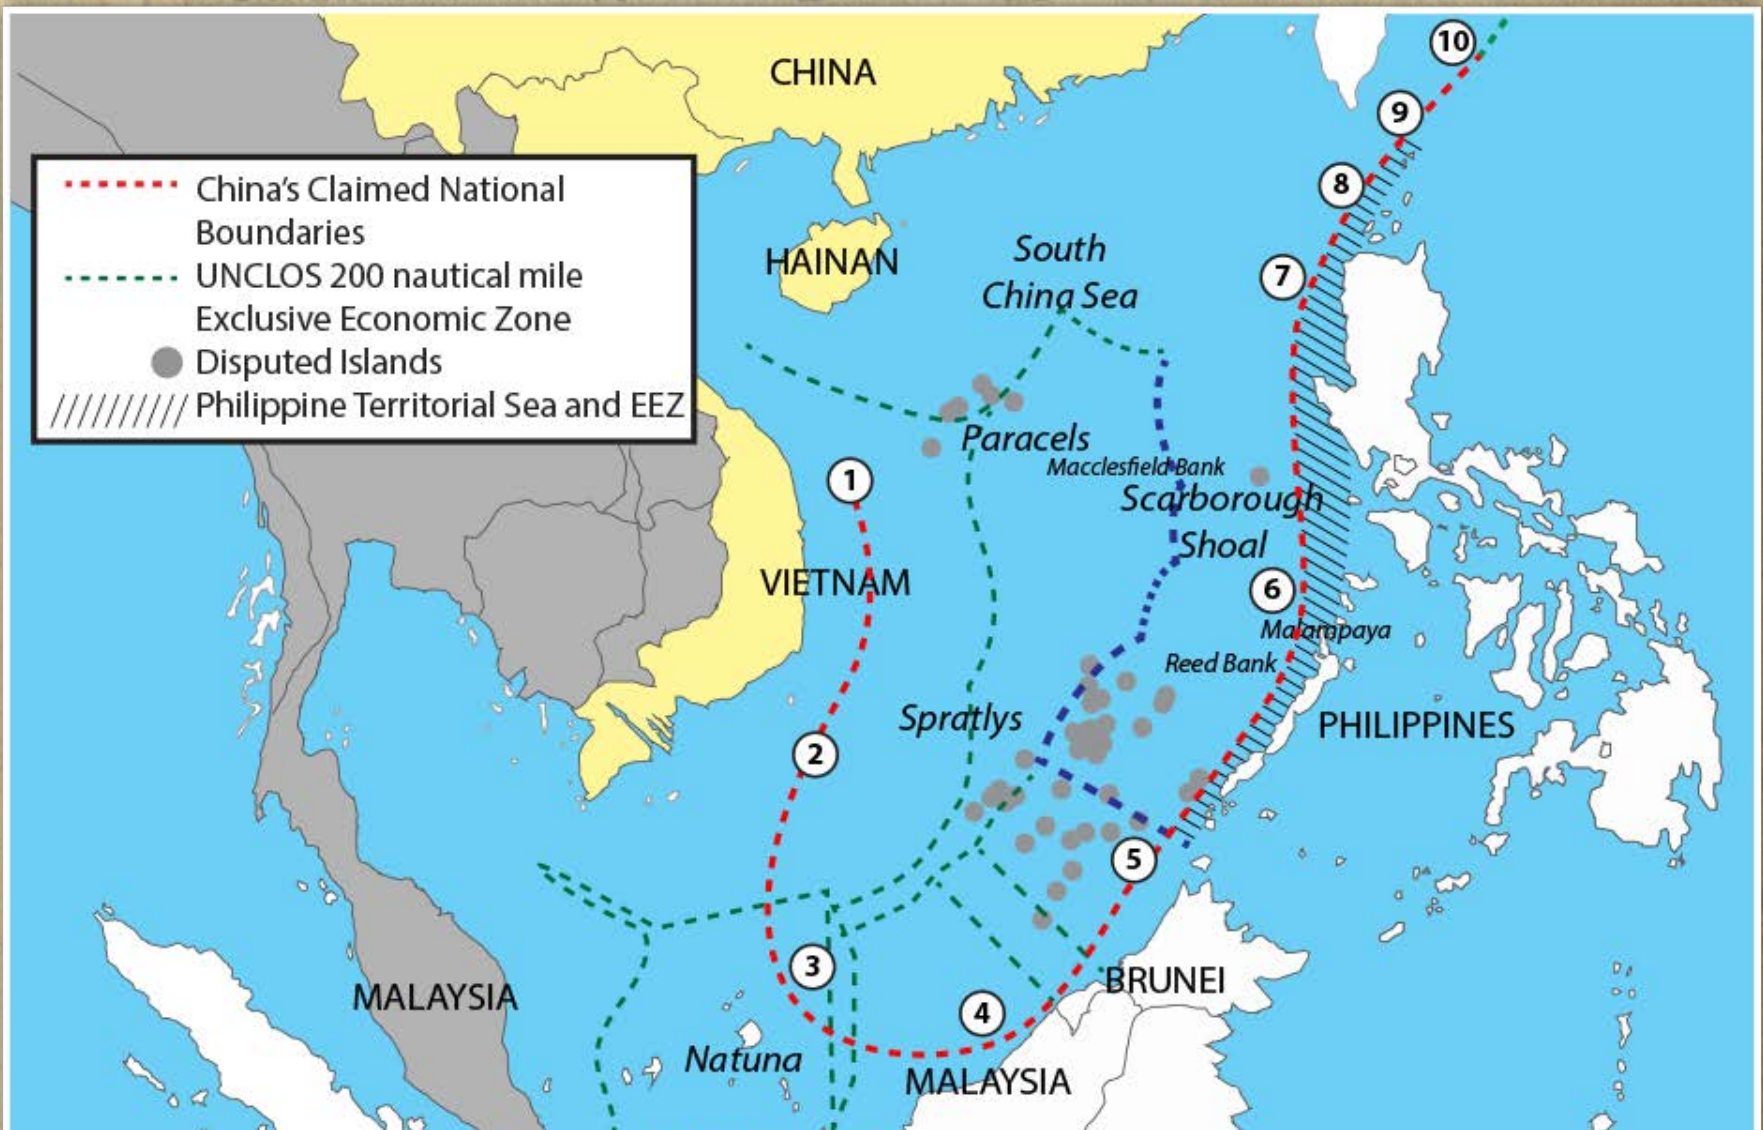 CHINA
10
9
China's Claimed National
Boundaries
UNCLOS 200 nautical mile
Exclusive Economic Zone
Disputed Islands
Philippine Territorial Sea and EEZ
8
HAINAN
South
China Sea
7
Paracels
Macclesfield Bank
1
Scarborough
Shoal
VIETNAM
6
Malampaya
Reed Bank
Spratlys
PHILIPPINES
2
5
3
BRUNEI
MALAYSIA
4
Natuna
MALAYSIA